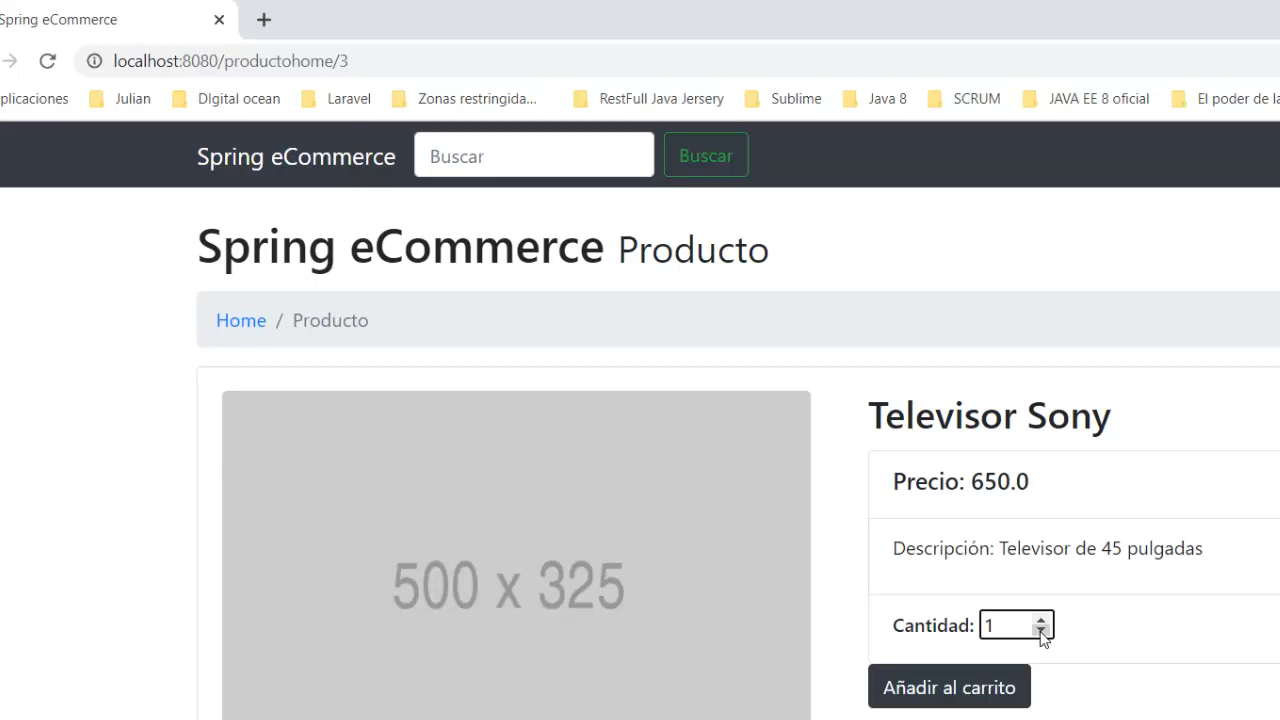 Spring eCommerce
localhost:8080/productohome/3
plicaciones Julian DIgital ocean Laravel Zonas restringida... RestFull Java Jersery Sublime Java 8 SCRUM JAVA EE 8 oficial El poder de la
Spring eCommerce Buscar Buscar
Spring eCommerce Producto
Home / Producto
500 x 325
Televisor Sony
Precio: 650.0
Descripción: Televisor de 45 pulgadas
Cantidad: 1
Añadir al carrito